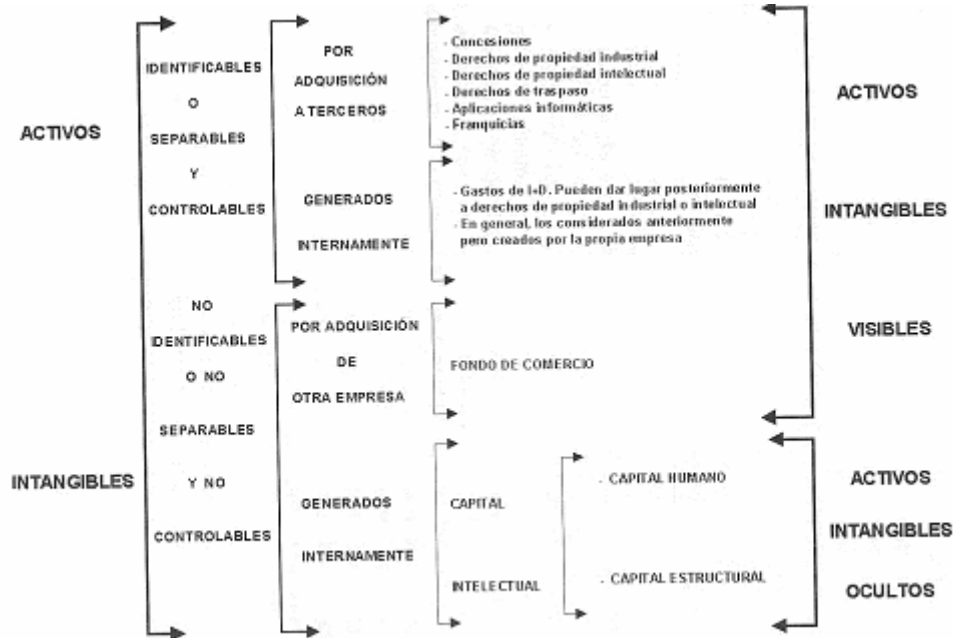 ACTIVOS
INTANGIBLES
IDENTIFICABLES
O
SEPARABLES
Y
CONTROLABLES
POR
ADQUISICIÓN
A TERCEROS
- Concesiones
- Derechos de propiedad industrial
- Derechos de propiedad intelectual
- Derechos de traspaso
- Aplicaciones informáticas
- Franquicias
GENERADOS
INTERNAMENTE
- Gastos de I+D. Pueden dar lugar posteriormente
a derechos de propiedad industrial o intelectual
- En general, los considerados anteriormente
pero creados por la propia empresa
NO
IDENTIFICABLES
O NO
SEPARABLES
Y NO
CONTROLABLES
POR ADQUISICIÓN
DE
OTRA EMPRESA
FONDO DE COMERCIO
GENERADOS
INTERNAMENTE
CAPITAL
INTELECTUAL
- CAPITAL HUMANO
- CAPITAL ESTRUCTURAL
ACTIVOS
INTANGIBLES
VISIBLES
ACTIVOS
INTANGIBLES
OCULTOS